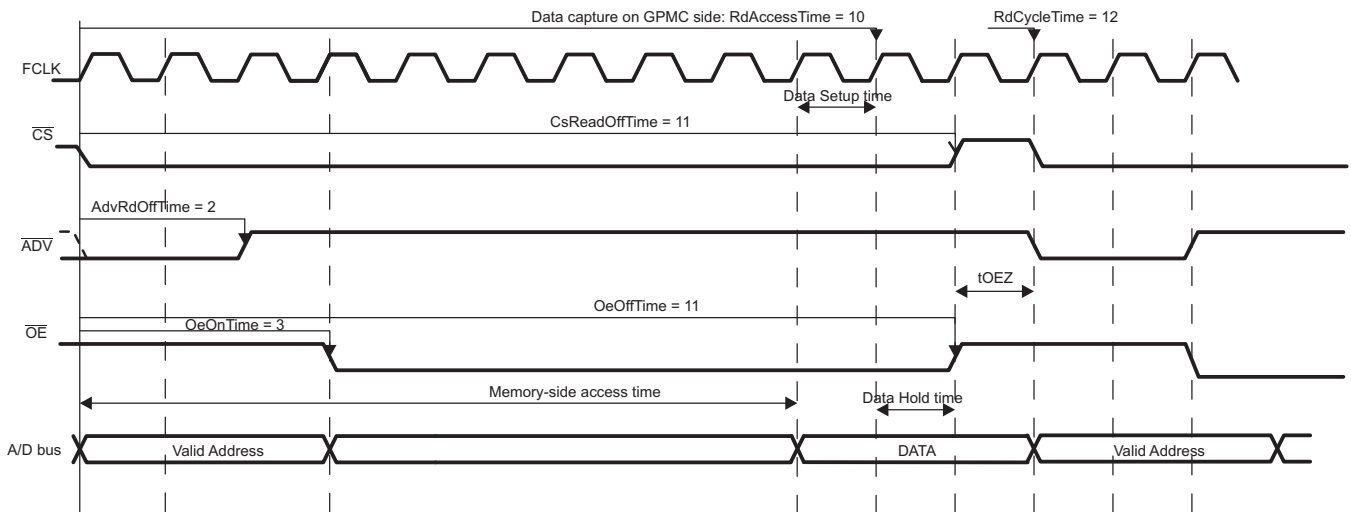 Data capture on GPMC side: RdAccessTime = 10
RdCycleTime = 12
FCLK
Data Setup time
CsReadOffTime = 11
CS
AdvRdOffTime = 2
ADV
tOEZ
OeOffTime = 11
OeOnTime = 3
OE
Memory-side access time
Data Hold time
A/D bus
Valid Address
DATA
Valid Address